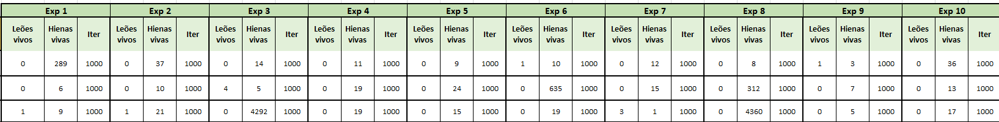 Exp 1 Exp 2 Exp 3 Exp 4 Exp 5 Exp 6 Exp 7 Exp 8 Exp 9 Exp 10
Leões vivos Hienas vivas Iter Leões vivos Hienas vivas Iter Leões vivos Hienas vivas Iter Leões vivos Hienas vivas Iter Leões vivos Hienas vivas Iter Leões vivos Hienas vivas Iter Leões vivos Hienas vivas Iter Leões vivos Hienas vivas Iter Leões vivos Hienas vivas Iter Leões vivos Hienas vivas Iter
0 289 1000 0 37 1000 0 14 1000 0 11 1000 0 9 1000 1 10 1000 0 12 1000 0 8 1000 1 3 1000 0 36 1000
0 6 1000 0 10 1000 4 5 1000 0 19 1000 0 24 1000 0 635 1000 0 15 1000 0 312 1000 0 7 1000 0 13 1000
1 9 1000 1 21 1000 0 4292 1000 0 19 1000 0 15 1000 0 19 1000 3 1 1000 0 4360 1000 0 5 1000 0 17 1000